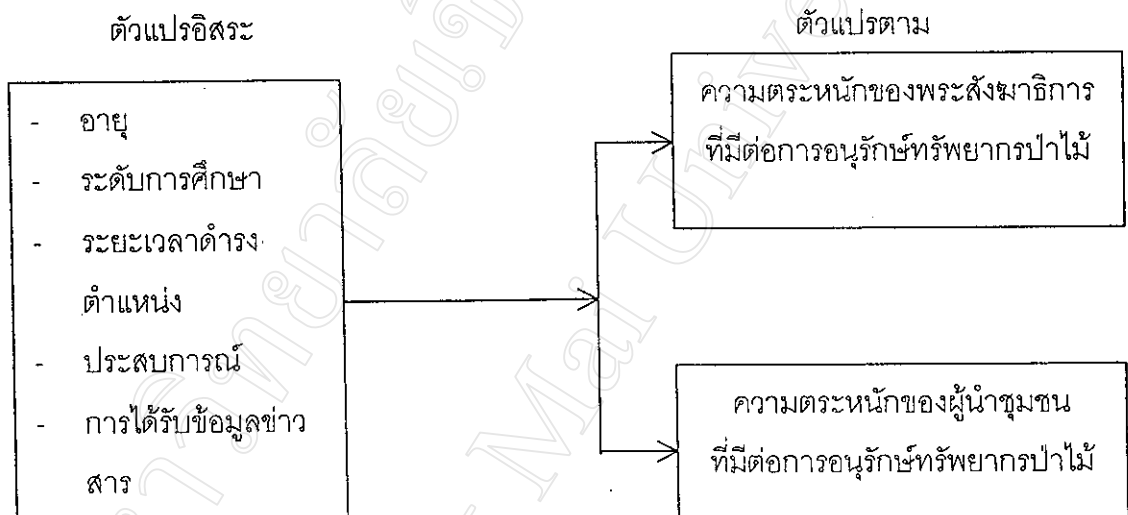 ตัวแปรอิสระ
- อายุ
- ระดับการศึกษา
- ระยะเวลาดำรง
ตำแหน่ง
- ประสบการณ์
- การได้รับข้อมูลข่าว
สาร
ตัวแปรตาม
ความตระหนักของพระสังฆาธิการ
ที่มีต่อการอนุรักษ์ทรัพยากรป่าไม้
ความตระหนักของผู้นำชุมชน
ที่มีต่อการอนุรักษ์ทรัพยากรป่าไม้